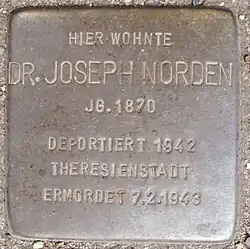 HIER WOHNTE
DR. JOSEPH NORDEN
JG. 1870
DEPORTIERT 1942
THERESIENSTADT
ERMORDET 7.2.1943